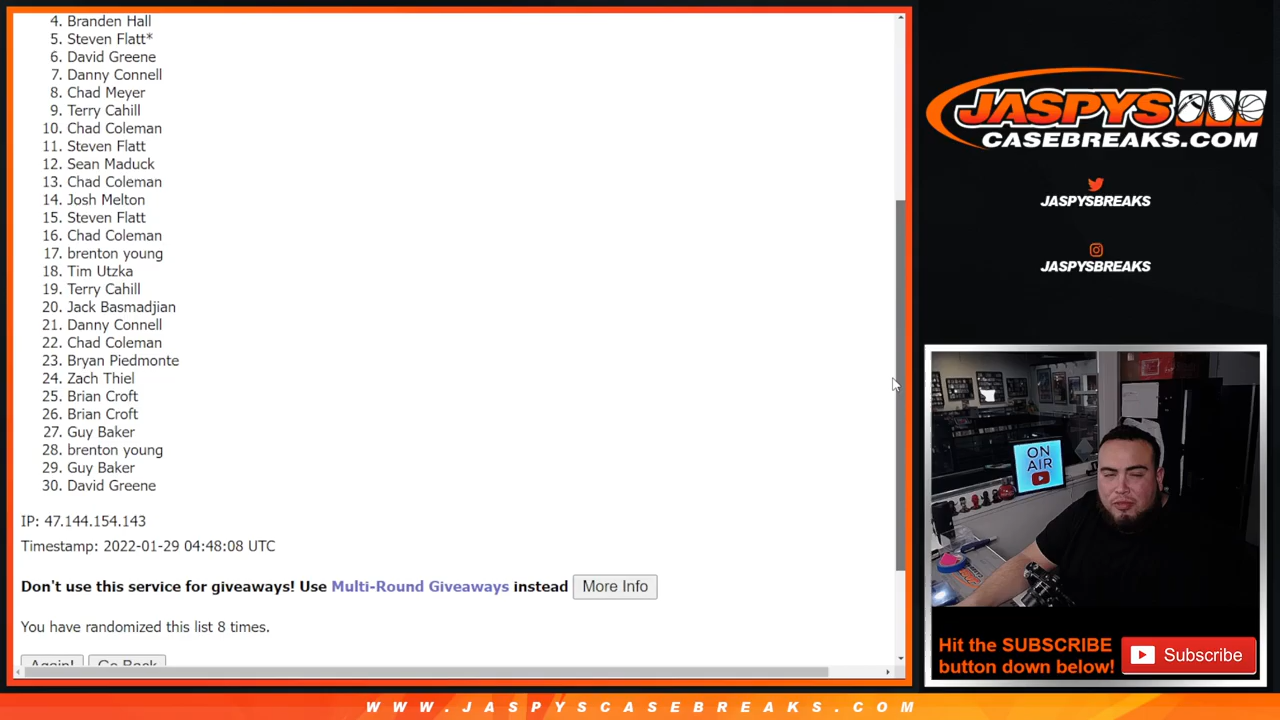 4. Branden Hall
5. Steven Flatt*
6. David Greene
7. Danny Connell
8. Chad Meyer
9. Terry Cahill
10. Chad Coleman
11. Steven Flatt
12. Sean Maduck
13. Chad Coleman
14. Josh Melton
15. Steven Flatt
16. Chad Coleman
17. brenton young
18. Tim Utzka
19. Terry Cahill
20. Jack Basmadjian
21. Danny Connell
22. Chad Coleman
23. Bryan Piedmonte
24. Zach Thiel
25. Brian Croft
26. Brian Croft
27. Guy Baker
28. brenton young
29. Guy Baker
30. David Greene
IP: 47.144.154.143
Timestamp: 2022-01-29 04:48:08 UTC
Don't use this service for giveaways! Use Multi-Round Giveaways instead More Info
You have randomized this list 8 times.
Again! Go Back
JASPYS
CASEBREAKS.COM
JASPYSBREAKS
JASPYSBREAKS
ON
AIR
Hit the SUBSCRIBE
button down below!
Subscribe
WWW.JASPYSCASEBREAKS.COM